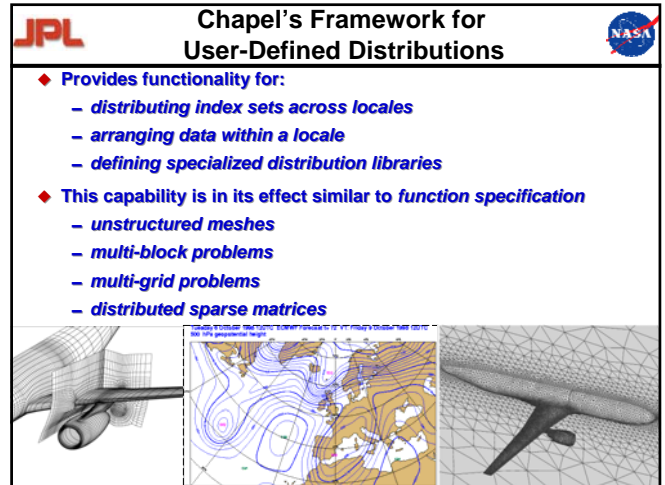 JPL
Chapel's Framework for
User-Defined Distributions
NASA
Provides functionality for:
– distributing index sets across locales
– arranging data within a locale
– defining specialized distribution libraries
This capability is in its effect similar to function specification
– unstructured meshes
– multi-block problems
– multi-grid problems
– distributed sparse matrices
500 hPa geopotential height